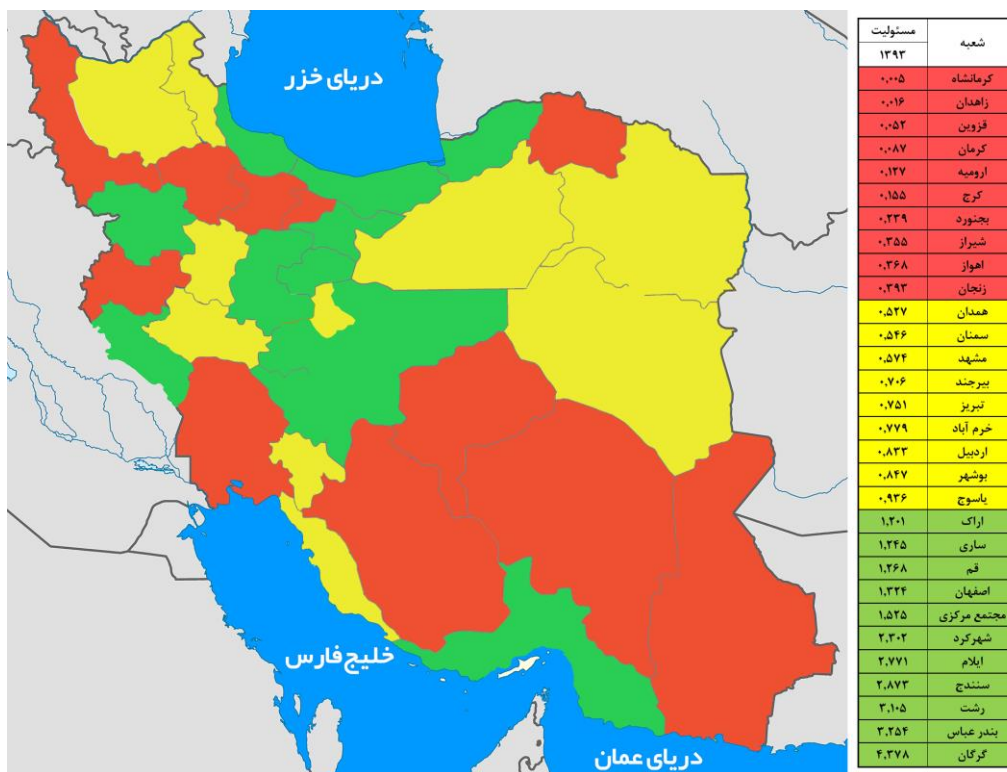 دریای خزر
خلیج فارس
دریای عمان
شعبه مسئولیت
۱۳۹۳
کرمانشاه ۰٫۰۰۵
زاهدان ۰٫۰۱۶
قزوین ۰٫۰۵۲
کرمان ۰٫۰۸۷
ارومیه ۰٫۱۲۷
کرج ۰٫۱۵۵
بجنورد ۰٫۲۳۹
شیراز ۰٫۳۵۵
اهواز ۰٫۳۶۸
زنجان ۰٫۳۹۳
همدان ۰٫۵۲۷
سمنان ۰٫۵۴۶
مشهد ۰٫۵۷۴
بیرجند ۰٫۷۰۶
تبریز ۰٫۷۵۱
خرم آباد ۰٫۷۷۹
اردبیل ۰٫۸۳۳
بوشهر ۰٫۸۴۷
یاسوج ۰٫۹۳۶
اراک ۱٫۲۰۱
ساری ۱٫۲۴۵
قم ۱٫۲۶۸
اصفهان ۱٫۳۲۴
مجتمع مرکزی ۱٫۵۲۵
شهرکرد ۲٫۳۰۲
ایلام ۲٫۷۷۱
سنندج ۲٫۸۷۳
رشت ۳٫۱۰۵
بندر عباس ۳٫۲۵۴
گرگان ۴٫۳۷۸